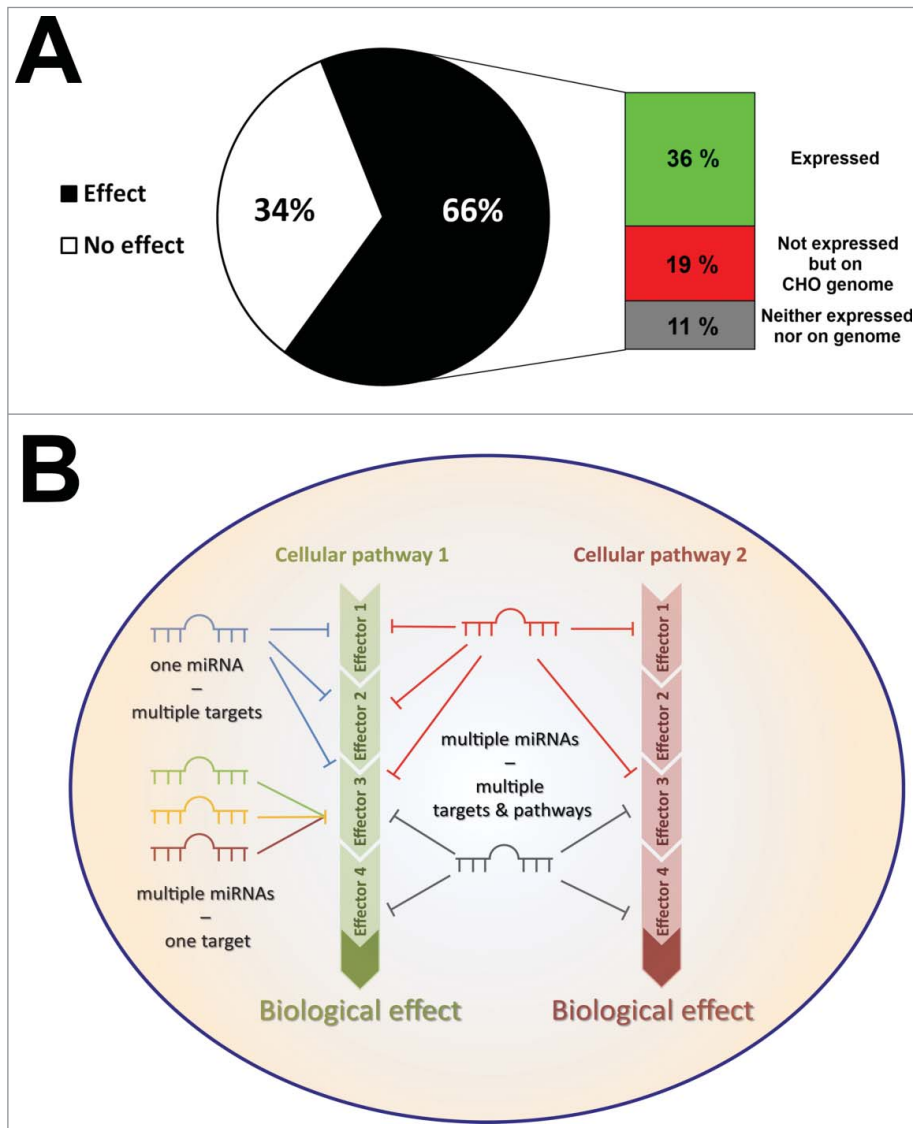 A
Effect
No effect
34%
66%
36 %
19 %
11 %
Expressed
Not expressed
but on
CHO genome
Neither expressed
nor on genome
B
Cellular pathway 1
Cellular pathway 2
one miRNA
–
multiple targets
multiple miRNAs
–
one target
Effector 1
Effector 2
Effector 3
Effector 4
multiple miRNAs
–
multiple
targets & pathways
Effector 1
Effector 2
Effector 3
Effector 4
Biological effect
Biological effect